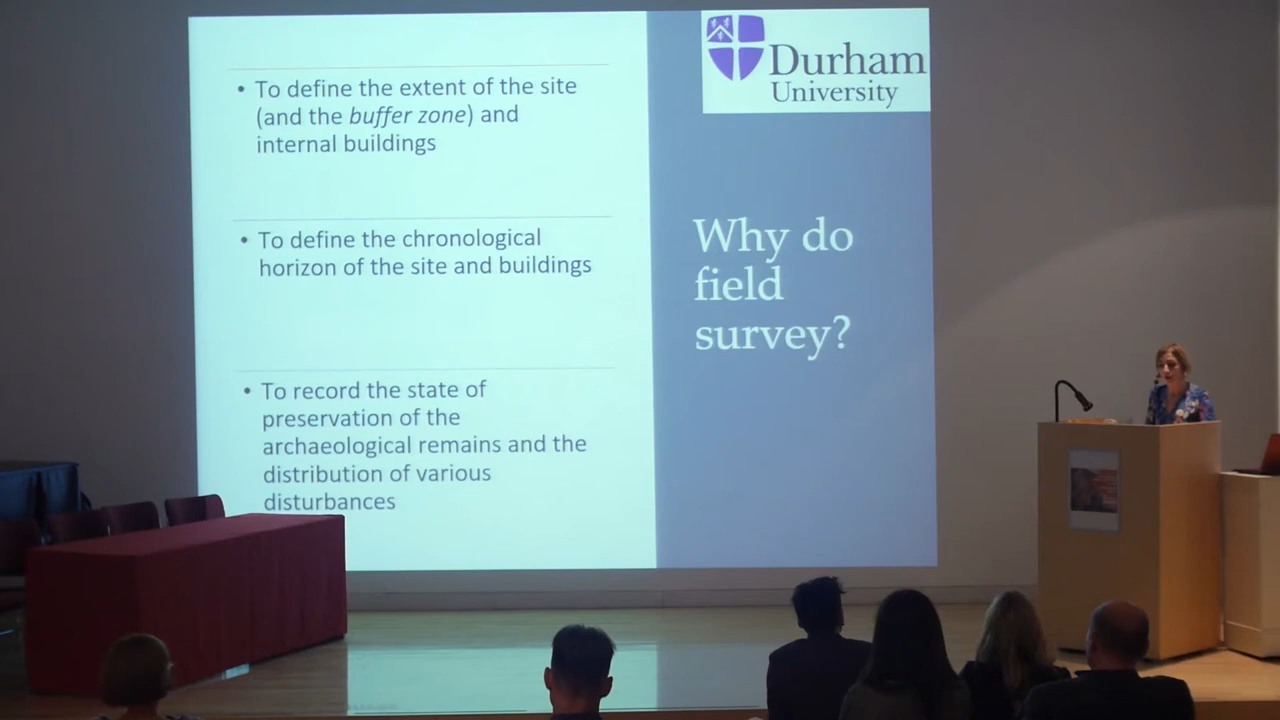 • To define the extent of the site
(and the buffer zone) and
internal buildings
• To define the chronological
horizon of the site and buildings
• To record the state of
preservation of the
archaeological remains and the
distribution of various
disturbances
Durham
University
Why do
field
survey?